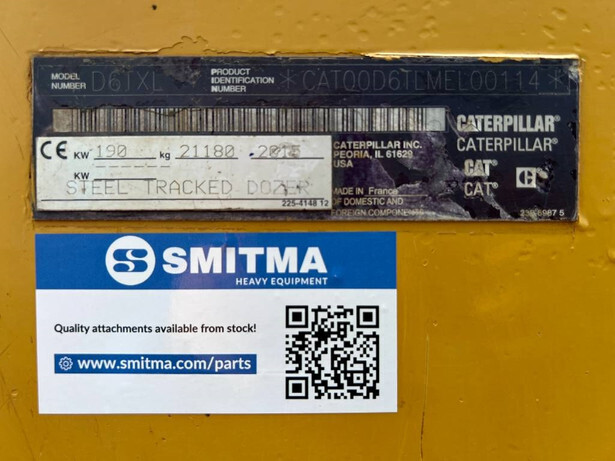 MODEL NUMBER D6TXL PRODUCT IDENTIFICATION NUMBER *CAT00D6TLMEL00114*
CE KW 190 kg 21180 2015
KW ------
STEEL TRACKED DOZER
225-4148 12
CATERPILLAR INC.
PEORIA, IL 61629
USA
MADE IN France
OF DOMESTIC AND
FOREIGN COMPONENTS
CATERPILLAR®
CATERPILLAR®
CAT® C
CAT®
SMITMA
HEAVY EQUIPMENT
Quality attachments available from stock!
www.smitma.com/parts